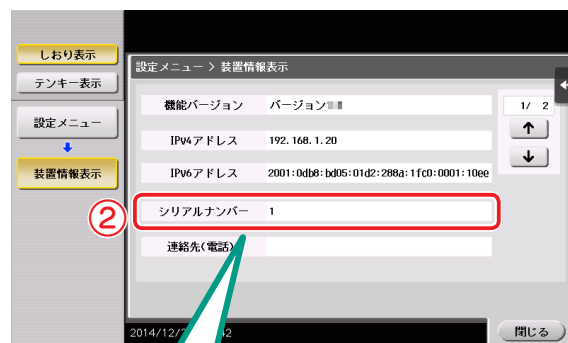 しおり表示
テンキー表示
設定メニュー
装置情報表示
設定メニュー > 装置情報表示
機能バージョン バージョン
1/ 2
IPv4アドレス 192.168.1.20
IPv6アドレス 2001:0db8:bd05:01d2:288a:1fc0:0001:10ee
② シリアルナンバー 1
連絡先(電話)
2014/12/2
2
閉じる